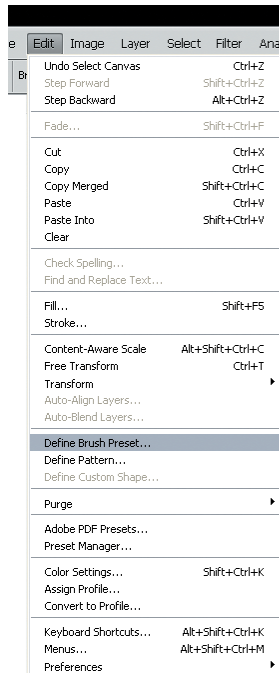 e Edit Image Layer Select Filter Ana
Br
Undo Select Canvas Ctrl+Z
Step Forward Shift+Ctrl+Z
Step Backward Alt+Ctrl+Z
Fade... Shift+Ctrl+F
Cut Ctrl+X
Copy Ctrl+C
Copy Merged Shift+Ctrl+C
Paste Ctrl+V
Paste Into Shift+Ctrl+V
Clear
Check Spelling...
Find and Replace Text...
Fill... Shift+F5
Stroke...
Content-Aware Scale Alt+Shift+Ctrl+C
Free Transform Ctrl+T
Transform
Auto-Align Layers...
Auto-Blend Layers...
Define Brush Preset...
Define Pattern...
Define Custom Shape...
Purge
Adobe PDF Presets...
Preset Manager...
Color Settings... Shift+Ctrl+K
Assign Profile...
Convert to Profile...
Keyboard Shortcuts... Alt+Shift+Ctrl+K
Menus... Alt+Shift+Ctrl+M
Preferences